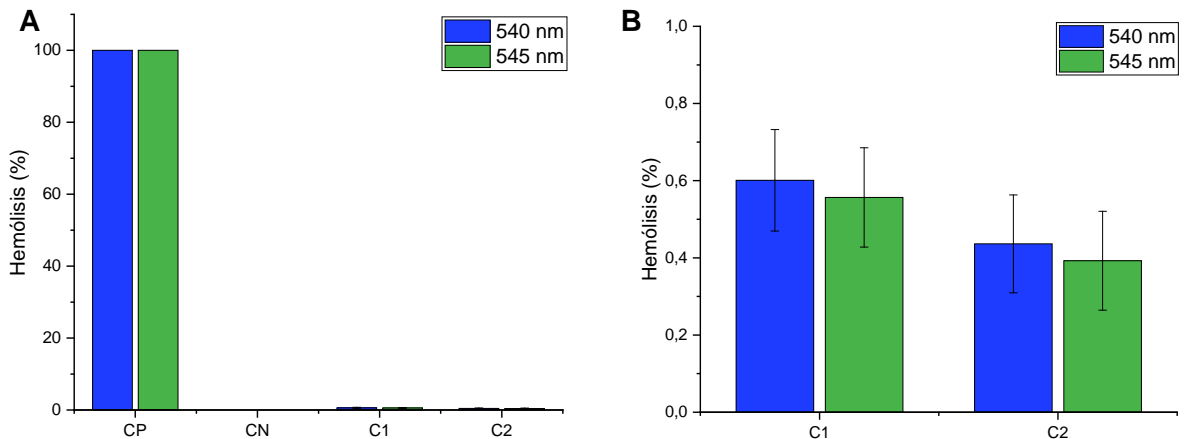 A
540 nm
545 nm
Hemólisis (%)
100
80
60
40
20
0
CP CN C1 C2
B
540 nm
545 nm
Hemólisis (%)
1,0
0,8
0,6
0,4
0,2
0,0
C1 C2